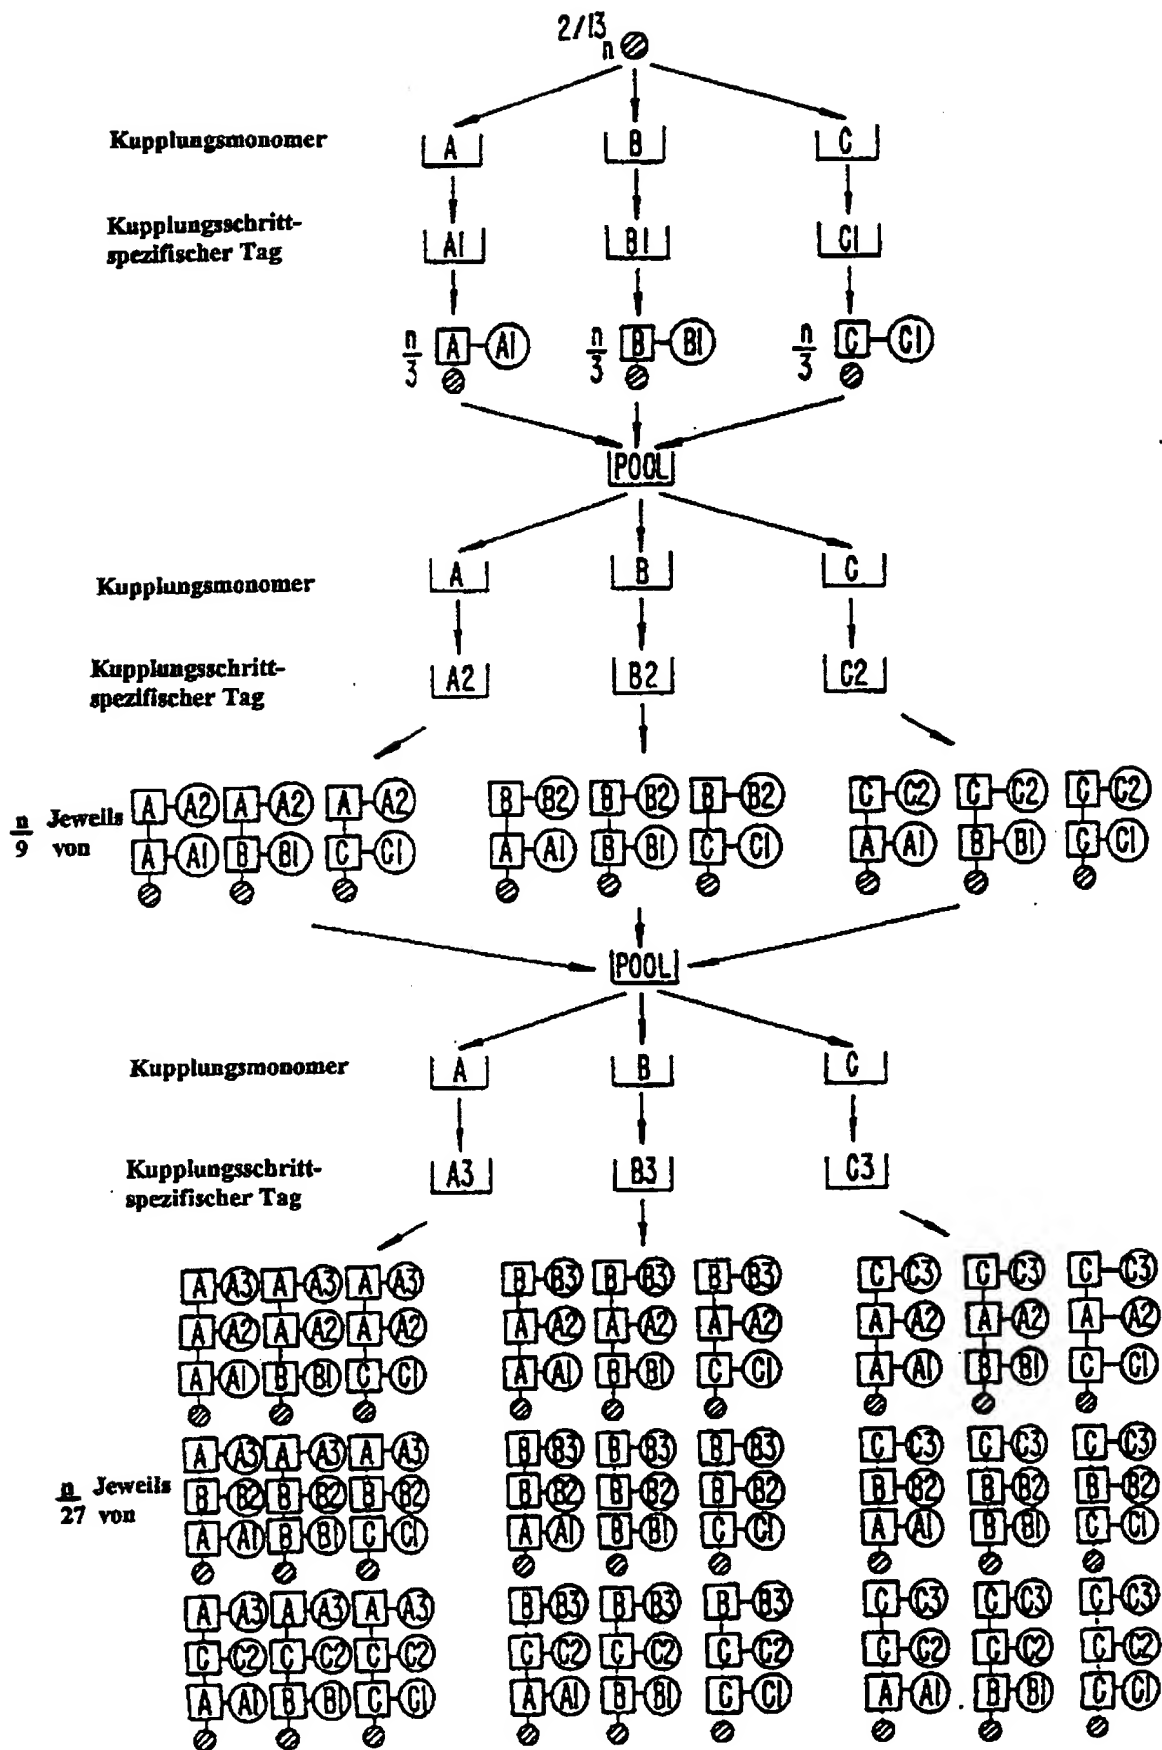 2/13
n
Kupplungsmonomer A B C
Kupplungsschritt-
spezifischer Tag A1 B1 C1
n/3 A A1 n/3 B B1 n/3 C C1
POOL
Kupplungsmonomer A B C
Kupplungsschritt-
spezifischer Tag A2 B2 C2
A A2 A A2 A A2 B B2 B B2 B B2 C C2 C C2 C C2
n/9 Jeweils
von
A A1 B B1 C C1 A A1 B B1 C C1 A A1 B B1 C C1
POOL
Kupplungsmonomer A B C
Kupplungsschritt-
spezifischer Tag A3 B3 C3
A A3 A A3 A A3 B B3 B B3 B B3 C C3 C C3 C C3
A A2 A A2 A A2 A A2 A A2 A A2 A A2 A A2 A A2
A A1 B B1 C C1 A A1 B B1 C C1 A A1 B B1 C C1
A A3 A A3 A A3 B B3 B B3 B B3 C C3 C C3 C C3
n/27 Jeweils
von
B B2 B B2 B B2 B B2 B B2 B B2 B B2 B B2 B B2
A A1 B B1 C C1 A A1 B B1 C C1 A A1 B B1 C C1
A A3 A A3 A A3 B B3 B B3 B B3 C C3 C C3 C C3
C C2 C C2 C C2 C C2 C C2 C C2 C C2 C C2 C C2
A A1 B B1 C C1 A A1 B B1 C C1 A A1 B B1 C C1